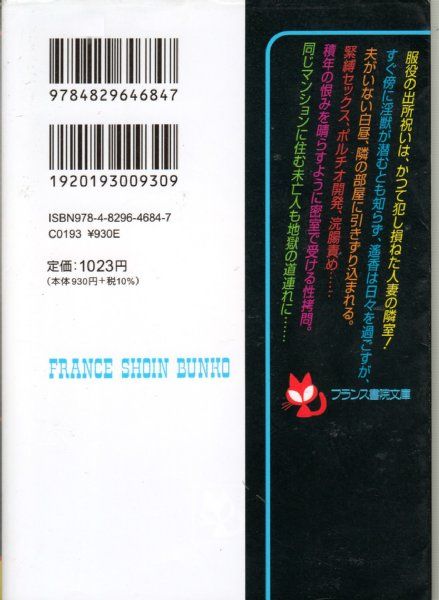 服役の出所祝いは、かつて犯し損ねた人妻の隣室！
すぐ傍に淫獣が潜むとも知らず、遥香は日々を過ごすが、
夫がいない白昼、隣の部屋に引きずり込まれる。
緊縛セックス、ポルチオ開発、浣腸責め……
積年の恨みを晴らすように密室で受ける性拷問。
同じマンションに住む未亡人も地獄の道連れに……
フランス書院文庫
9784829646847
1920193009309
ISBN978-4-8296-4684-7
C0193 ¥930E
定価：1023円
（本体930円＋税10%）
FRANCE SHOIN BUNKO